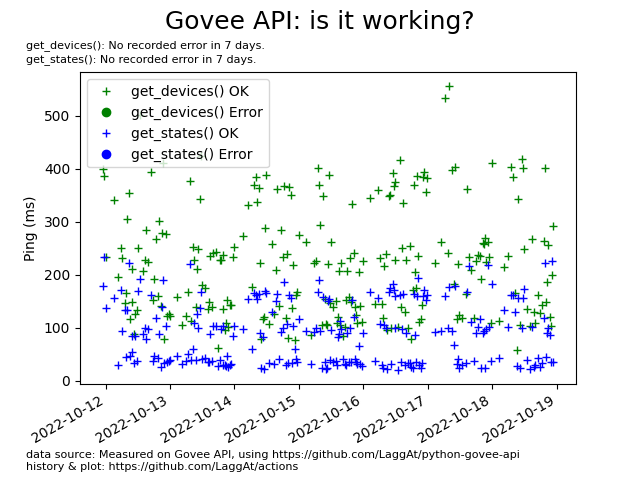 Govee API: is it working?
get_devices(): No recorded error in 7 days.
get_states(): No recorded error in 7 days.
get_devices() OK
get_devices() Error
get_states() OK
get_states() Error
Ping (ms)
500
400
300
200
100
0
2022-10-12
2022-10-13
2022-10-14
2022-10-15
2022-10-16
2022-10-17
2022-10-18
2022-10-19
data source: Measured on Govee API, using https://github.com/LaggAt/python-govee-api
history & plot: https://github.com/LaggAt/actions